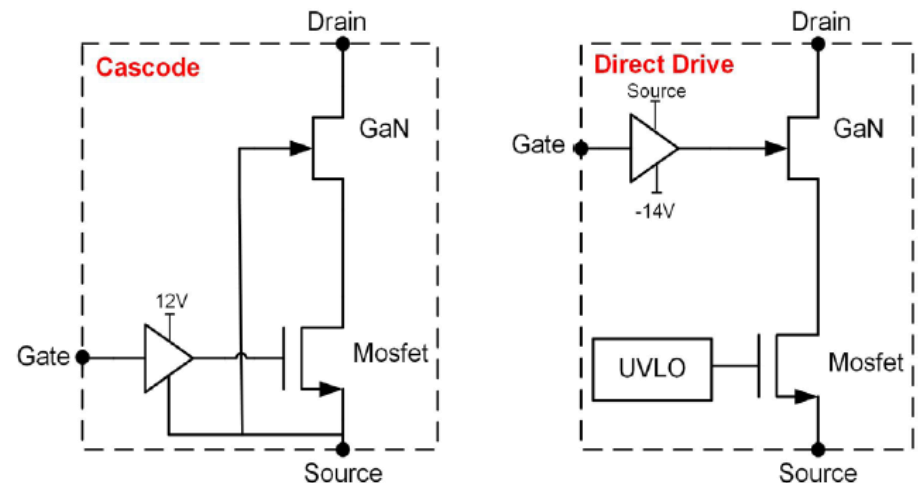 Drain
Cascode
GaN
12V
Gate
Mosfet
Source
Drain
Direct Drive
Source
GaN
Gate
-14V
UVLO
Mosfet
Source